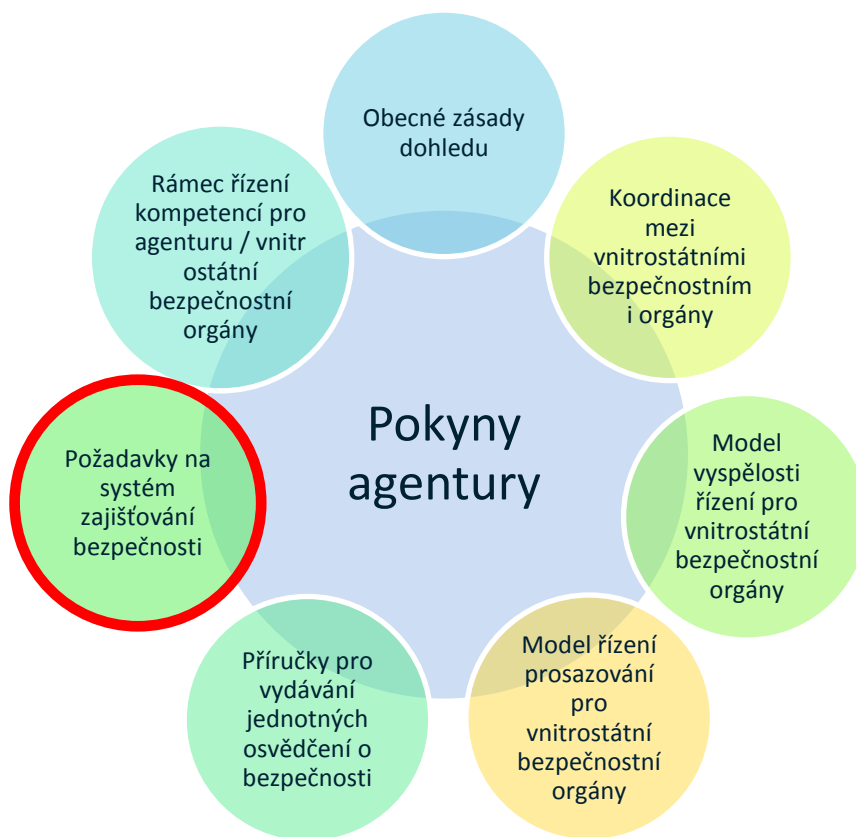 Obecné zásady
dohledu
Koordinace
mezi
vnitrostátními
bezpečnostním
i orgány
Model
vyspělosti
řízení pro
vnitrostátní
bezpečnostní
orgány
Model řízení
prosazování
pro
vnitrostátní
bezpečnostní
orgány
Příručky pro
vydávání
jednotných
osvědčení o
bezpečnosti
Požadavky na
systém
zajišťování
bezpečnosti
Rámec řízení
kompetencí pro
agenturu / vnitr
ostátní
bezpečnostní
orgány
Pokyny
agentury